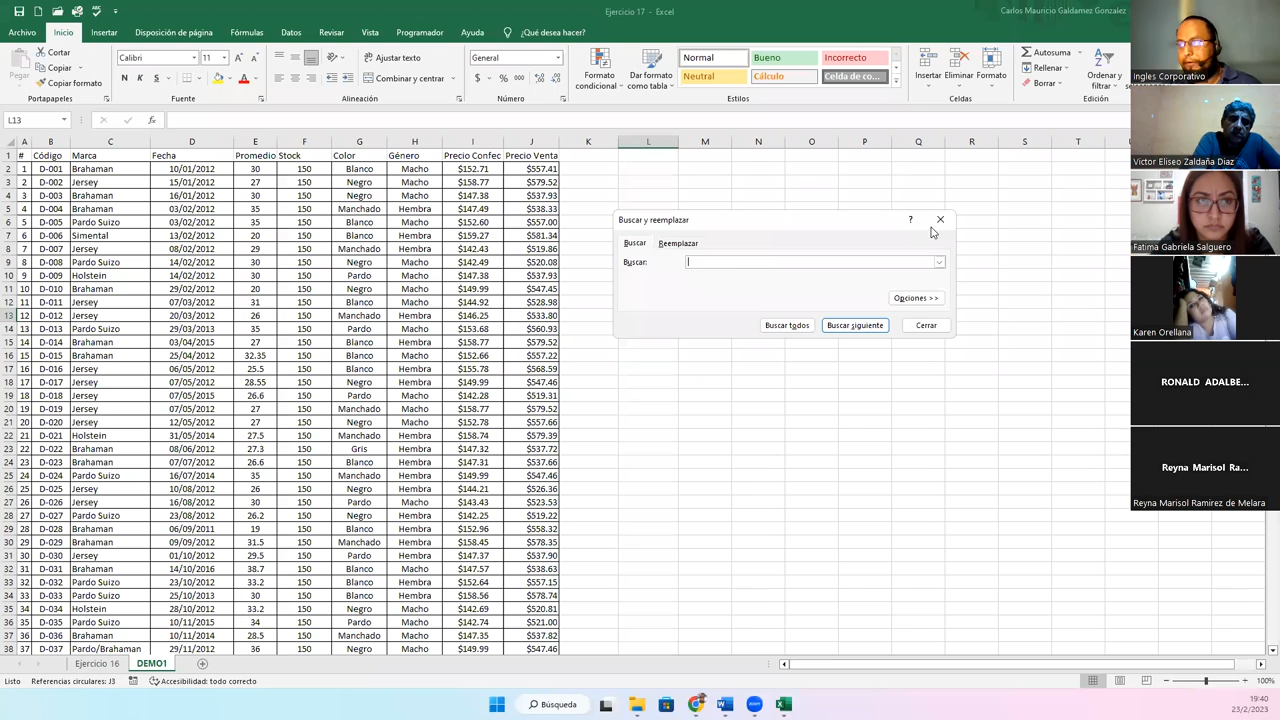 Ejercicio 17 - Excel
Carlos Mauricio Galdamez Gonzalez
Archivo Inicio Insertar Disposición de página Fórmulas Datos Revisar Vista Programador Ayuda ¿Qué desea hacer?
Pegar
Cortar
Copiar
Copiar formato
Portapapeles
Calibri 11
N K S
Fuente
Ajustar texto
Combinar y centrar
Alineación
General
$ % 000
Número
Formato condicional
Dar formato como tabla
Normal Bueno Incorrecto
Neutral Cálculo Celda de co...
Estilos
Insertar Eliminar Formato
Celdas
Autosuma
Rellenar
Borrar
Ordenar y filtrar
Edición
L13
fx
A B C D E F G H I J K L M N O P Q R S T U
1 # Código Marca Fecha Promedio Stock Color Género Precio Confec Precio Venta
2 1 D-001 Brahaman 10/01/2012 30 150 Blanco Macho $152.71 $557.41
3 2 D-002 Jersey 15/01/2012 27 150 Negro Macho $158.77 $579.52
4 3 D-003 Brahaman 16/01/2012 30 150 Negro Macho $147.38 $537.93
5 4 D-004 Brahaman 03/02/2012 35 150 Manchado Hembra $147.49 $538.33
6 5 D-005 Pardo Suizo 03/02/2012 35 150 Blanco Macho $152.60 $557.00
7 6 D-006 Simental 13/02/2012 20 150 Blanco Hembra $159.27 $581.34
8 7 D-007 Jersey 08/02/2012 29 150 Manchado Macho $142.43 $519.86
9 8 D-008 Pardo Suizo 14/02/2012 30 150 Negro Macho $142.49 $520.08
10 9 D-009 Holstein 14/02/2012 30 150 Manchado Hembra $147.38 $537.93
11 10 D-010 Brahaman 29/02/2012 20 150 Blanco Macho $149.99 $547.45
12 11 D-011 Jersey 07/03/2012 31 150 Blanco Macho $144.92 $528.98
13 12 D-012 Jersey 20/03/2012 26 150 Manchado Macho $146.25 $533.80
14 13 D-013 Pardo Suizo 29/03/2013 35 150 Pardo Macho $153.68 $560.93
15 14 D-014 Brahaman 03/04/2015 27 150 Blanco Hembra $158.77 $579.52
16 15 D-015 Brahaman 25/04/2012 32.35 150 Blanco Macho $152.66 $557.22
17 16 D-016 Jersey 06/05/2012 25.5 150 Blanco Hembra $155.78 $568.59
18 17 D-017 Jersey 07/05/2012 28.55 150 Negro Hembra $149.99 $547.46
19 18 D-018 Jersey 07/05/2015 26.6 150 Pardo Macho $142.28 $519.31
20 19 D-019 Jersey 07/05/2012 27 150 Manchado Hembra $158.77 $579.52
21 20 D-020 Jersey 12/05/2012 27 150 Negro Macho $152.78 $557.66
22 21 D-021 Holstein 31/05/2014 27.5 150 Manchado Hembra $158.74 $579.39
23 22 D-022 Brahaman 06/06/2012 27.3 150 Gris Hembra $147.32 $537.72
24 23 D-023 Brahaman 07/07/2012 26.6 150 Blanco Hembra $147.31 $537.66
25 24 D-024 Pardo Suizo 16/07/2014 35 150 Manchado Hembra $149.99 $547.46
26 25 D-025 Jersey 10/08/2012 26 150 Negro Hembra $144.21 $526.36
27 26 D-026 Jersey 16/08/2012 30 150 Pardo Macho $143.43 $523.53
28 27 D-027 Pardo Suizo 23/08/2012 26.2 150 Negro Macho $142.25 $519.22
29 28 D-028 Brahaman 06/09/2011 19 150 Blanco Hembra $152.96 $558.32
30 29 D-029 Brahaman 09/09/2012 31.5 150 Manchado Hembra $158.45 $578.35
31 30 D-030 Jersey 01/10/2012 29.5 150 Pardo Hembra $147.37 $537.90
32 31 D-031 Brahaman 14/10/2016 38.7 150 Blanco Macho $147.57 $538.63
33 32 D-032 Pardo Suizo 23/10/2012 33.2 150 Blanco Hembra $152.64 $557.15
34 33 D-033 Pardo Suizo 25/10/2013 30 150 Blanco Hembra $158.56 $578.74
35 34 D-034 Holstein 28/10/2012 33.2 150 Negro Macho $142.69 $520.81
36 35 D-035 Pardo Suizo 10/11/2015 34 150 Pardo Macho $142.74 $521.00
37 36 D-036 Brahaman 10/11/2014 28.5 150 Manchado Macho $147.35 $537.82
38 37 D-037 Pardo/Brahaman 29/11/2012 36 150 Negro Macho $149.99 $547.46
Buscar y reemplazar
Buscar Reemplazar
Buscar:
Opciones >>
Buscar todos Buscar siguiente Cerrar
Ingles Corporativo
Victor Eliseo Zaldaña Diaz
Fatima Gabriela Salguero
Karen Orellana
RONALD ADALBE...
Reyna Marisol Ra...
Reyna Marisol Ramirez de Melara
Ejercicio 16 DEMO1
Listo Referencias circulares: J3 Accesibilidad: todo correcto
100%
Búsqueda
19:40
23/2/2023